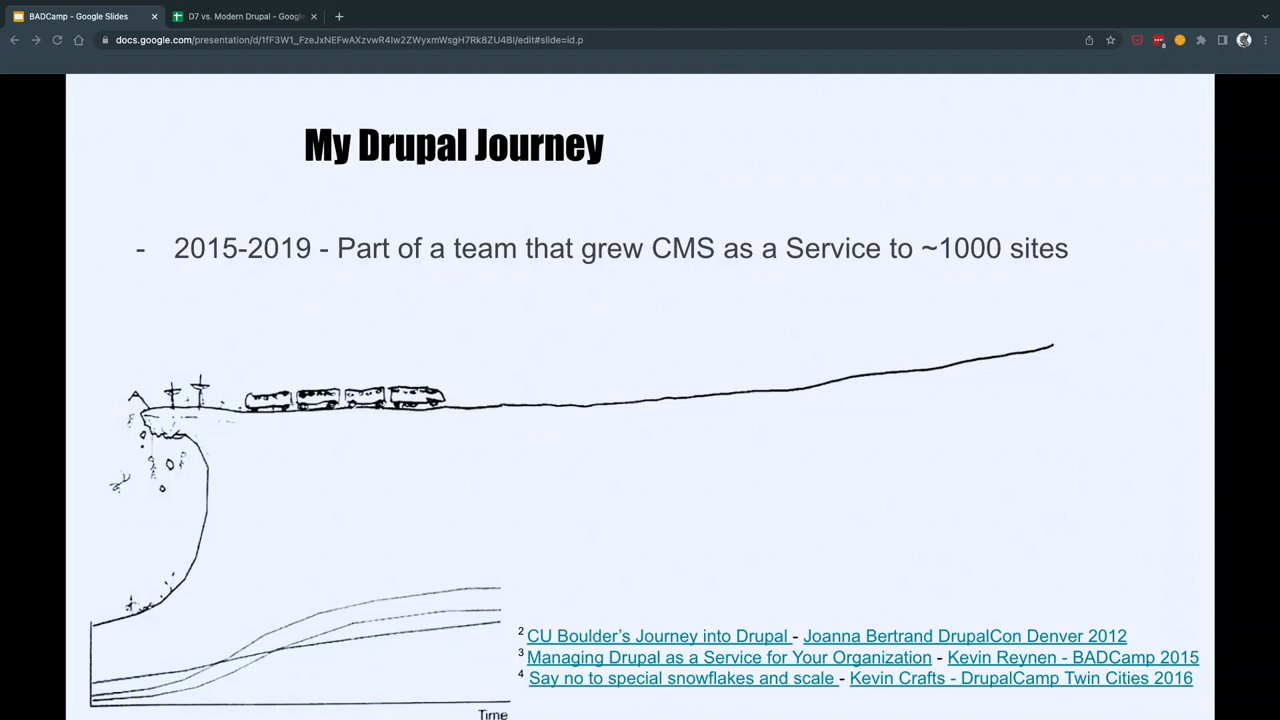 BADCamp - Google Slides
D7 vs. Modern Drupal - Google
docs.google.com/presentation/d/1fF3W1_FzeJxNEFwAXzvwR4Iw2ZWyxmWsgH7Rk8ZU4BI/edit#slide=id.p
My Drupal Journey
- 2015-2019 - Part of a team that grew CMS as a Service to ~1000 sites
2 CU Boulder's Journey into Drupal - Joanna Bertrand DrupalCon Denver 2012
3 Managing Drupal as a Service for Your Organization - Kevin Reynen - BADCamp 2015
4 Say no to special snowflakes and scale - Kevin Crafts - DrupalCamp Twin Cities 2016
Time